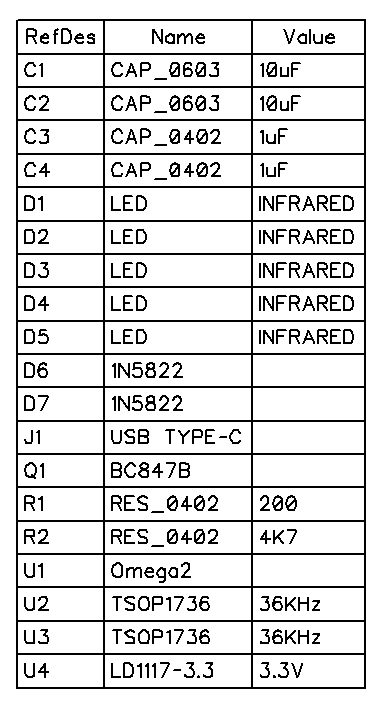 RefDes Name Value
C1 CAP_0603 10uF
C2 CAP_0603 10uF
C3 CAP_0402 1uF
C4 CAP_0402 1uF
D1 LED INFRARED
D2 LED INFRARED
D3 LED INFRARED
D4 LED INFRARED
D5 LED INFRARED
D6 1N5822
D7 1N5822
J1 USB TYPE-C
Q1 BC847B
R1 RES_0402 200
R2 RES_0402 4K7
U1 Omega2
U2 TSOP1736 36KHz
U3 TSOP1736 36KHz
U4 LD1117-3.3 3.3V